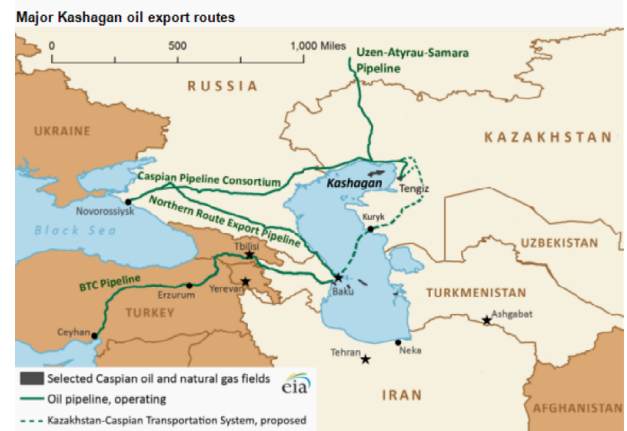 Major Kashagan oil export routes
0 500 1,000 Miles
Uzen-Atyrau-Samara
Pipeline
RUSSIA
UKRAINE
KAZAKHSTAN
Caspian Pipeline Consortium
Kashagan
Tengiz
Novorossiysk
Northern Route Export Pipeline
Kuryk
Black Sea
Tbilisi
UZBEKISTAN
BTC Pipeline
Erzurum
Yerevan
Baku
TURKMENISTAN
TURKEY
Ashgabat
Ceyhan
Tehran
Neka
Selected Caspian oil and natural gas fields
eia
Oil pipeline, operating
IRAN
Kazakhstan-Caspian Transportation System, proposed
AFGHANISTAN